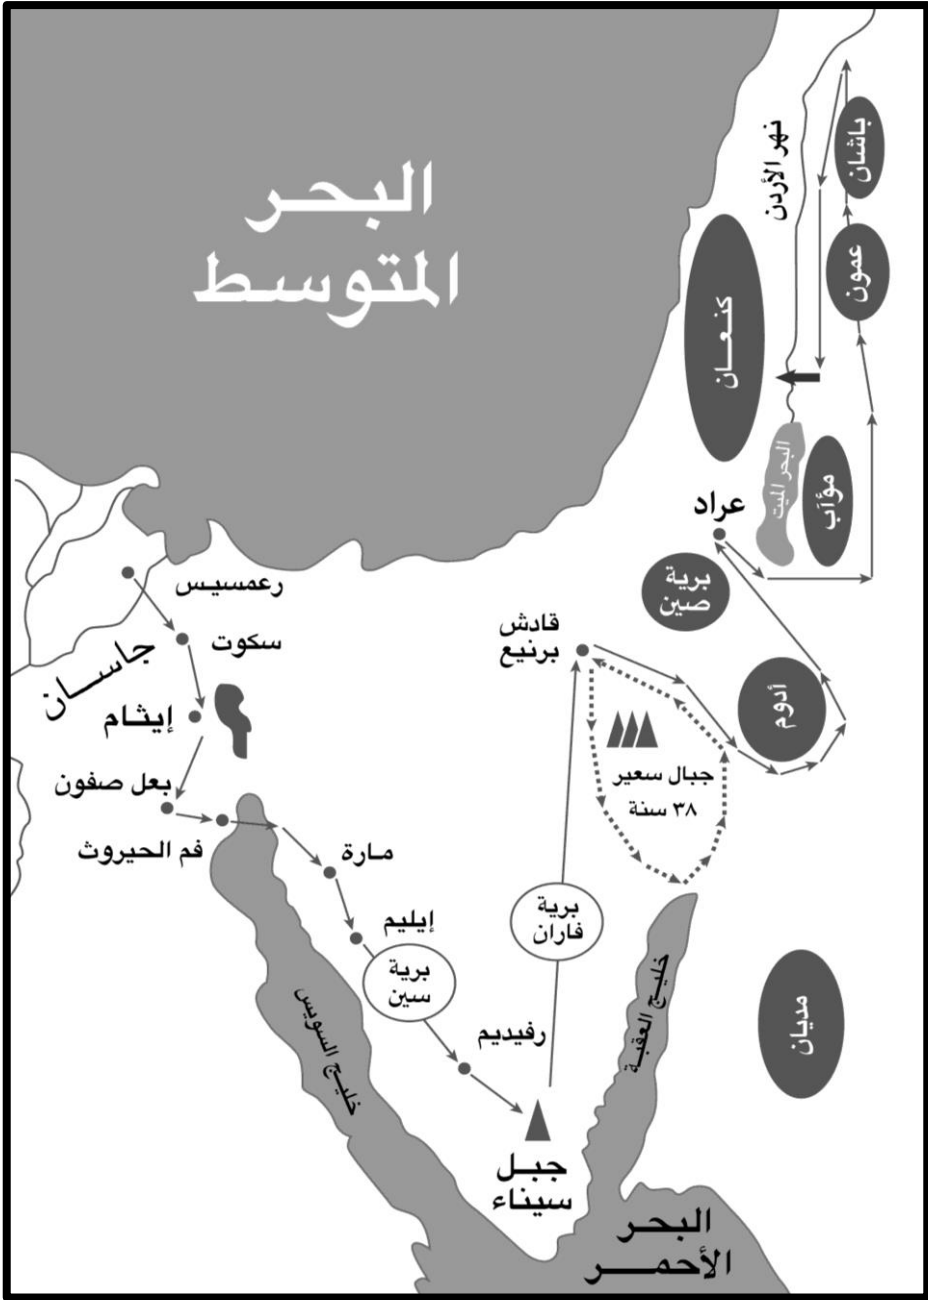 البحر
المتوسط
نهر الأردن
باشان
عمون
كنعان
البحر الميت
مؤآب
عراد
برية
صين
رعمسيس
سكوت
جاسان
إيثام
بعل صفون
فم الحيروث
قادش
برنيع
أدوم
جبال سعير
٣٨ سنة
مارة
إيليم
برية
سين
برية
فاران
رفيديم
خليج السويس
خليج العقبة
مديان
جبل
سيناء
البحر
الأحمر